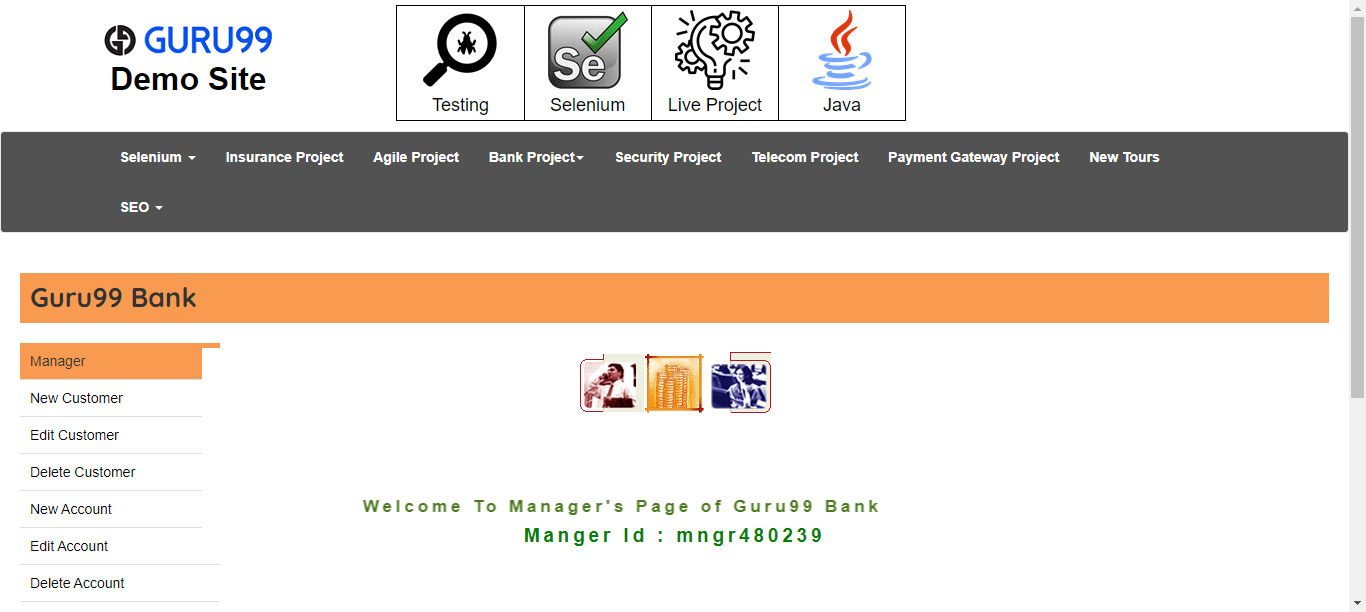 GURU99
Demo Site
Se
Testing Selenium Live Project Java
Selenium Insurance Project Agile Project Bank Project Security Project Telecom Project Payment Gateway Project New Tours
SEO
Guru99 Bank
Manager
New Customer
Edit Customer
Delete Customer
New Account
Edit Account
Delete Account
Welcome To Manager's Page of Guru99 Bank
Manger Id : mngr480239